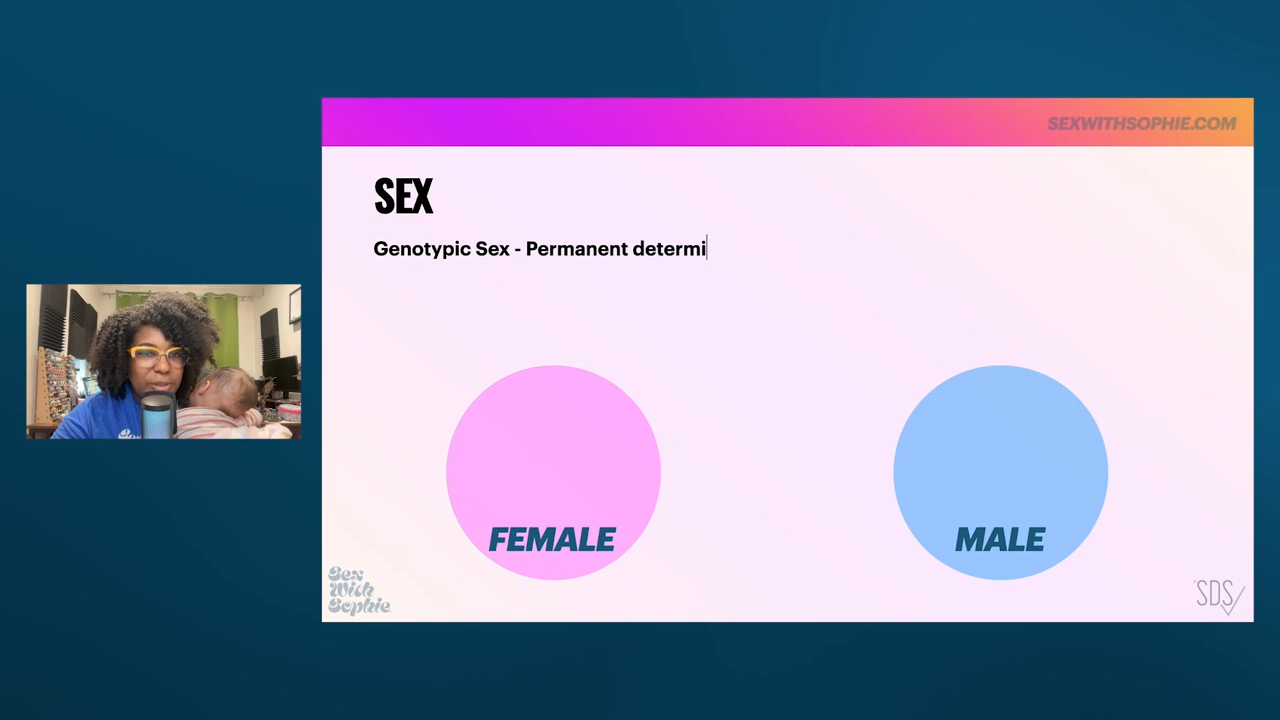 SEXWITHSOPHIE.COM
SEX
Genotypic Sex - Permanent determi
FEMALE
MALE
Sex
With
Sophie
SDS